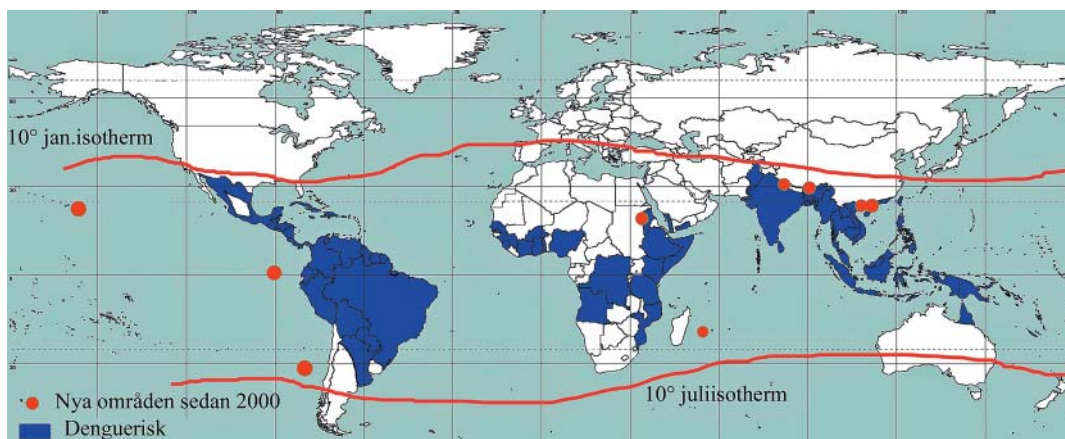 10° jan.isotherm
10° juliisotherm
Nya områden sedan 2000
Denguerisk